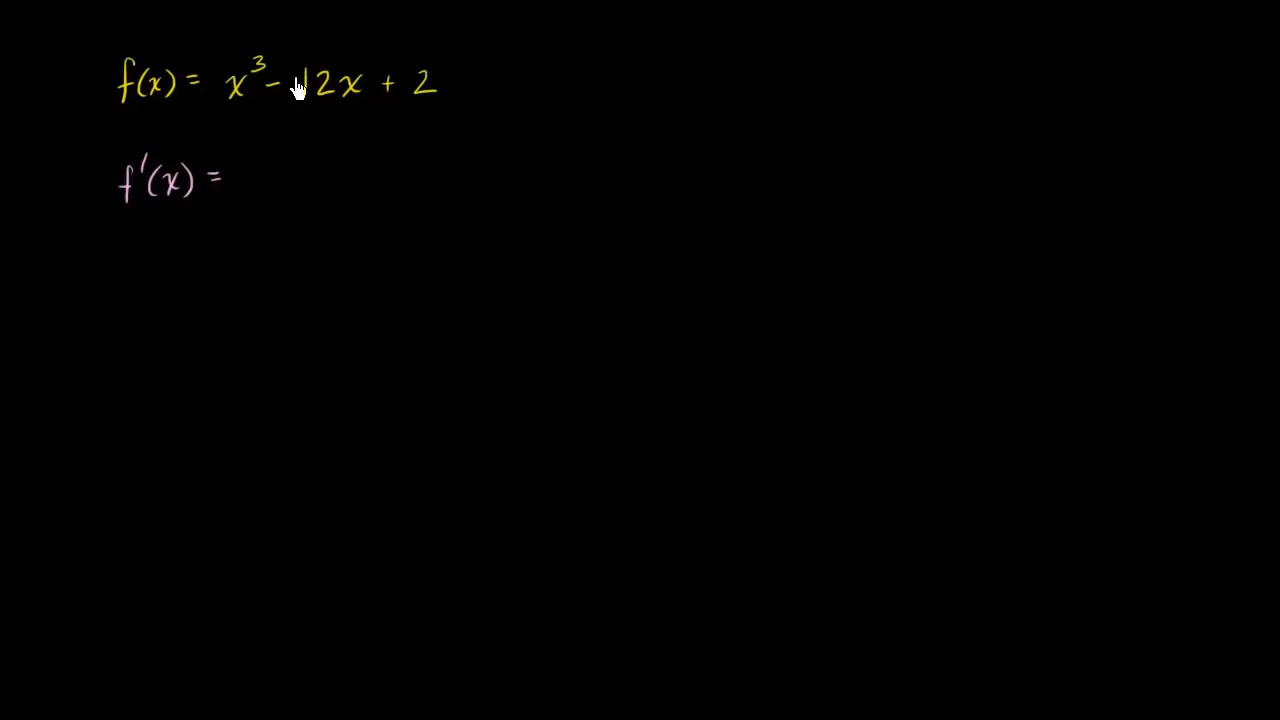 f(x) = x³ - 12x + 2
f'(x) =